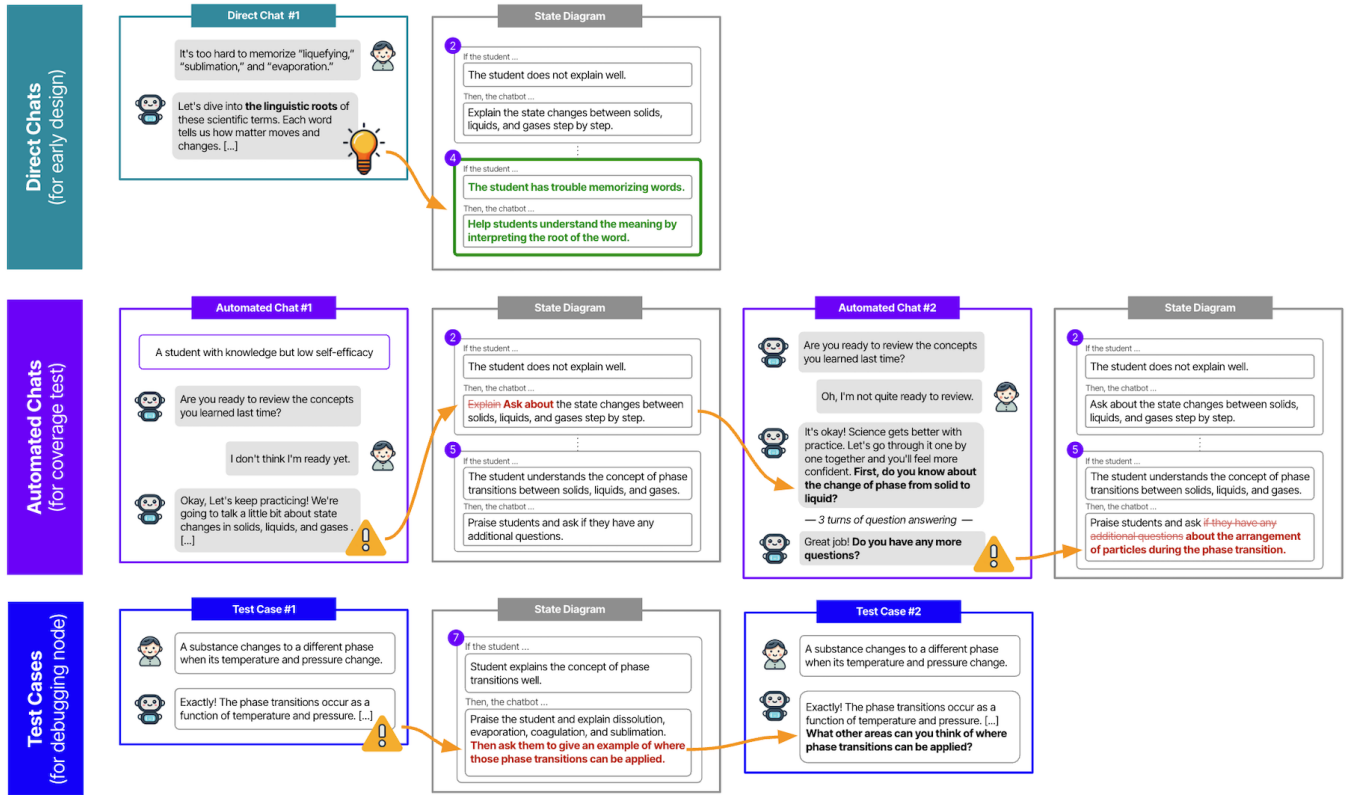 Direct Chats
(for early design)
Direct Chat #1
It's too hard to memorize “liquefying,”
“sublimation,” and “evaporation.”
Let's dive into the linguistic roots of
these scientific terms. Each word
tells us how matter moves and
changes. [...]
State Diagram
2
If the student ...
The student does not explain well.
Then, the chatbot ...
Explain the state changes between solids,
liquids, and gases step by step.
4
If the student ...
The student has trouble memorizing words.
Then, the chatbot ...
Help students understand the meaning by
interpreting the root of the word.
Automated Chats
(for coverage test)
Automated Chat #1
A student with knowledge but low self-efficacy
Are you ready to review the concepts
you learned last time?
I don't think I'm ready yet.
Okay, Let's keep practicing! We're
going to talk a little bit about state
changes in solids, liquids, and gases .
[...]
State Diagram
2
If the student ...
The student does not explain well.
Then, the chatbot ...
Explain Ask about the state changes between
solids, liquids, and gases step by step.
5
If the student ...
The student understands the concept of phase
transitions between solids, liquids, and gases.
Then, the chatbot ...
Praise students and ask if they have any
additional questions.
Automated Chat #2
Are you ready to review the concepts
you learned last time?
Oh, I'm not quite ready to review.
It's okay! Science gets better with
practice. Let's go through it one by
one together and you'll feel more
confident. First, do you know about
the change of phase from solid to
liquid?
— 3 turns of question answering —
Great job! Do you have any more
questions?
State Diagram
2
If the student ...
The student does not explain well.
Then, the chatbot ...
Ask about the state changes between solids,
liquids, and gases step by step.
5
If the student ...
The student understands the concept of phase
transitions between solids, liquids, and gases.
Then, the chatbot ...
Praise students and ask if they have any
additional questions about the arrangement
of particles during the phase transition.
Test Cases
(for debugging node)
Test Case #1
A substance changes to a different phase
when its temperature and pressure change.
Exactly! The phase transitions occur as a
function of temperature and pressure. [...]
State Diagram
7
If the student ...
Student explains the concept of phase
transitions well.
Then, the chatbot ...
Praise the student and explain dissolution,
evaporation, coagulation, and sublimation.
Then ask them to give an example of where
those phase transitions can be applied.
Test Case #2
A substance changes to a different phase
when its temperature and pressure change.
Exactly! The phase transitions occur as a
function of temperature and pressure. [...]
What other areas can you think of where
phase transitions can be applied?